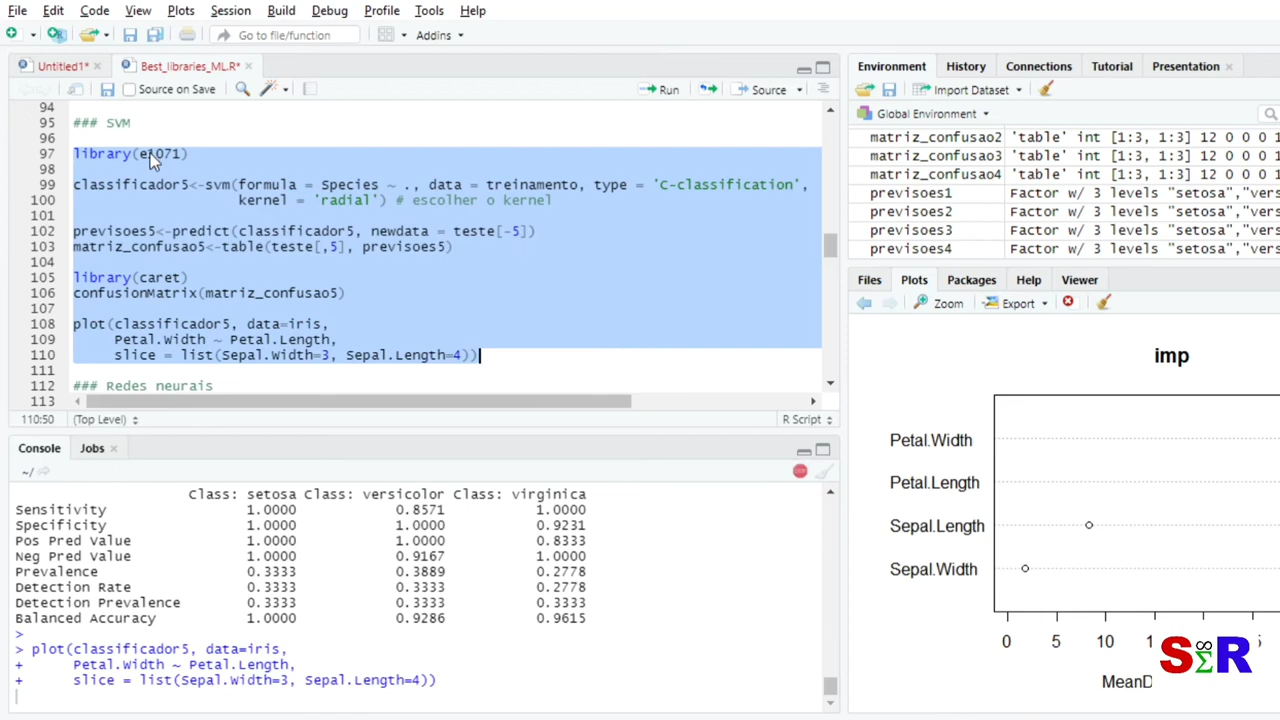 File Edit Code View Plots Session Build Debug Profile Tools Help
Go to file/function Addins
Untitled1* Best_libraries_ML.R*
Source on Save Run Source
94
95 ### SVM
96
97 library(e1071)
98
99 classificador5<-svm(formula = Species ~ ., data = treinamento, type = 'C-classification',
100 kernel = 'radial') # escolher o kernel
101
102 previsoes5<-predict(classificador5, newdata = teste[-5])
103 matriz_confusao5<-table(teste[,5], previsoes5)
104
105 library(caret)
106 confusionMatrix(matriz_confusao5)
107
108 plot(classificador5, data=iris,
109 Petal.Width ~ Petal.Length,
110 slice = list(Sepal.Width=3, Sepal.Length=4))
111
112 ### Redes neurais
113
110:50 (Top Level) R Script
Console Jobs
~/
Class: setosa Class: versicolor Class: virginica
Sensitivity 1.0000 0.8571 1.0000
Specificity 1.0000 1.0000 0.9231
Pos Pred Value 1.0000 1.0000 0.8333
Neg Pred Value 1.0000 0.9167 1.0000
Prevalence 0.3333 0.3889 0.2778
Detection Rate 0.3333 0.3333 0.2778
Detection Prevalence 0.3333 0.3333 0.3333
Balanced Accuracy 1.0000 0.9286 0.9615
>
> plot(classificador5, data=iris,
+ Petal.Width ~ Petal.Length,
+ slice = list(Sepal.Width=3, Sepal.Length=4))
Environment History Connections Tutorial Presentation
Import Dataset
Global Environment
matriz_confusao2 'table' int [1:3, 1:3] 12 0 0 0 1
matriz_confusao3 'table' int [1:3, 1:3] 12 0 0 0 1
matriz_confusao4 'table' int [1:3, 1:3] 12 0 0 0 1
previsoes1 Factor w/ 3 levels "setosa","vers
previsoes2 Factor w/ 3 levels "setosa","vers
previsoes3 Factor w/ 3 levels "setosa","vers
previsoes4 Factor w/ 3 levels "setosa","vers
Files Plots Packages Help Viewer
Zoom Export
imp
Petal.Width
Petal.Length
Sepal.Length
Sepal.Width
0 5 10
MeanD